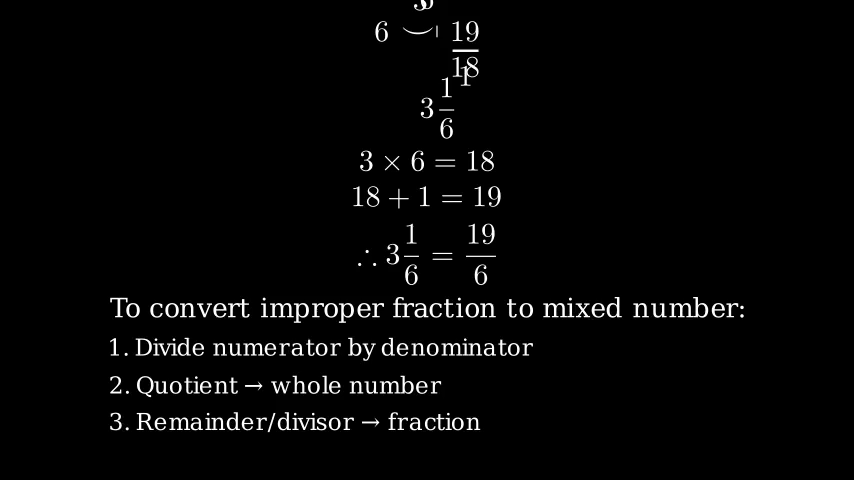 6 19
18
1
3 1/6
3 × 6 = 18
18 + 1 = 19
∴ 3 1/6 = 19/6
To convert improper fraction to mixed number:
1. Divide numerator by denominator
2. Quotient → whole number
3. Remainder/divisor → fraction